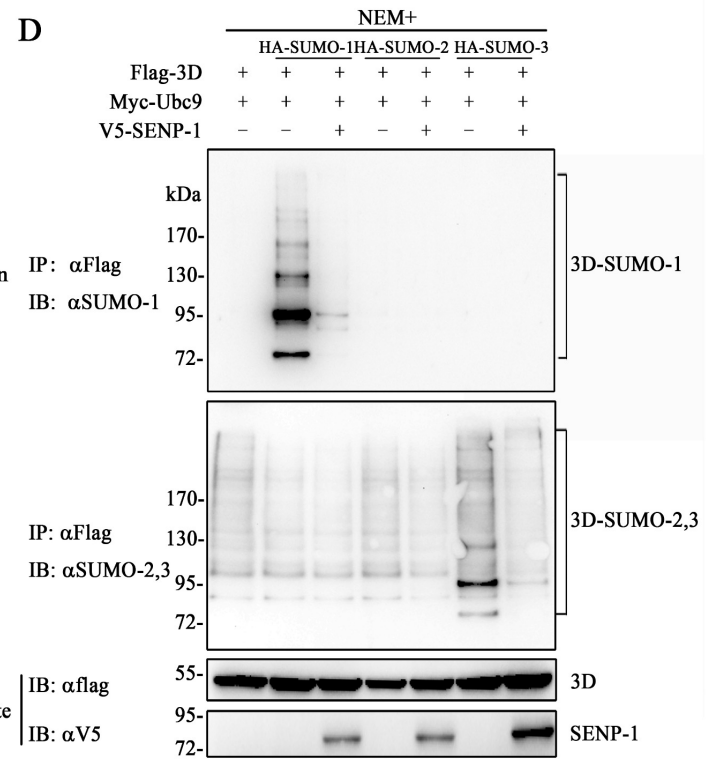 D
NEM+
HA-SUMO-1 HA-SUMO-2 HA-SUMO-3
Flag-3D + + + + + + +
Myc-Ubc9 + + + + + + +
V5-SENP-1 − − + − + − +
kDa
170-
130-
95-
72-
n
IP: αFlag
IB: αSUMO-1
3D-SUMO-1
170-
130-
95-
72-
IP: αFlag
IB: αSUMO-2,3
3D-SUMO-2,3
55-
IB: αflag
3D
te
95-
72-
IB: αV5
SENP-1